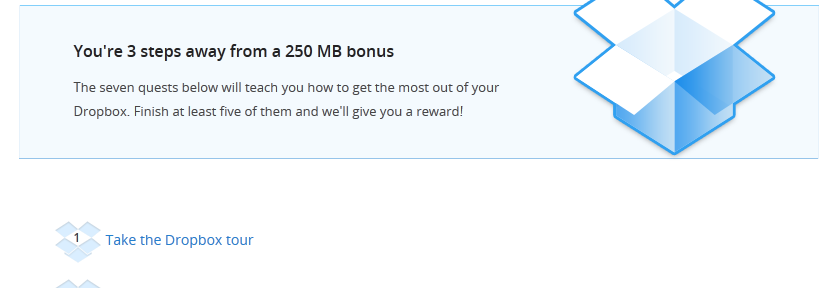 You're 3 steps away from a 250 MB bonus
The seven quests below will teach you how to get the most out of your
Dropbox. Finish at least five of them and we'll give you a reward!
1 Take the Dropbox tour